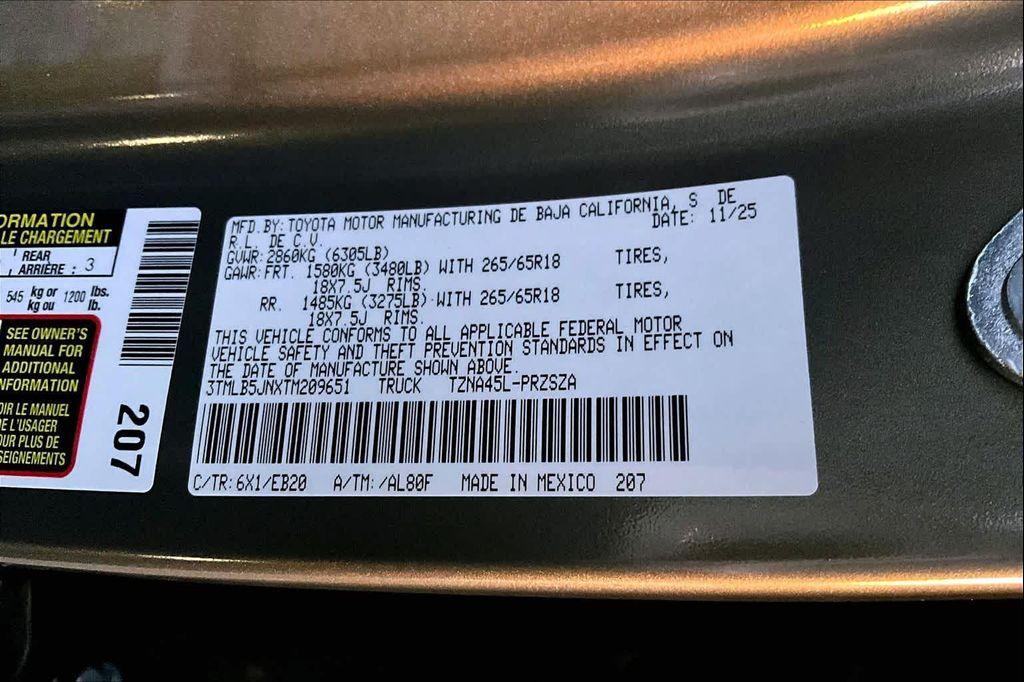 ORMATION
LE CHARGEMENT
REAR
ARRIÈRE : 3
545 kg or 1200 lbs.
kg ou lb.
SEE OWNER'S
MANUAL FOR
ADDITIONAL
NFORMATION
OIR LE MANUEL
E L'USAGER
OUR PLUS DE
SEIGNEMENTS
207
MFD.BY:TOYOTA MOTOR MANUFACTURING DE BAJA CALIFORNIA, S DE
R.L. DE C.V. DATE: 11/25
GVWR:2860KG (6305LB)
GAWR:FRT. 1580KG (3480LB) WITH 265/65R18 TIRES,
18X7.5J RIMS.
RR. 1485KG (3275LB) WITH 265/65R18 TIRES,
18X7.5J RIMS.
THIS VEHICLE CONFORMS TO ALL APPLICABLE FEDERAL MOTOR
VEHICLE SAFETY AND THEFT PREVENTION STANDARDS IN EFFECT ON
THE DATE OF MANUFACTURE SHOWN ABOVE.
3TMLB5JNXTM209651 TRUCK TZNA45L-PRZSZA
C/TR:6X1/EB20 A/TM:/AL80F MADE IN MEXICO 207